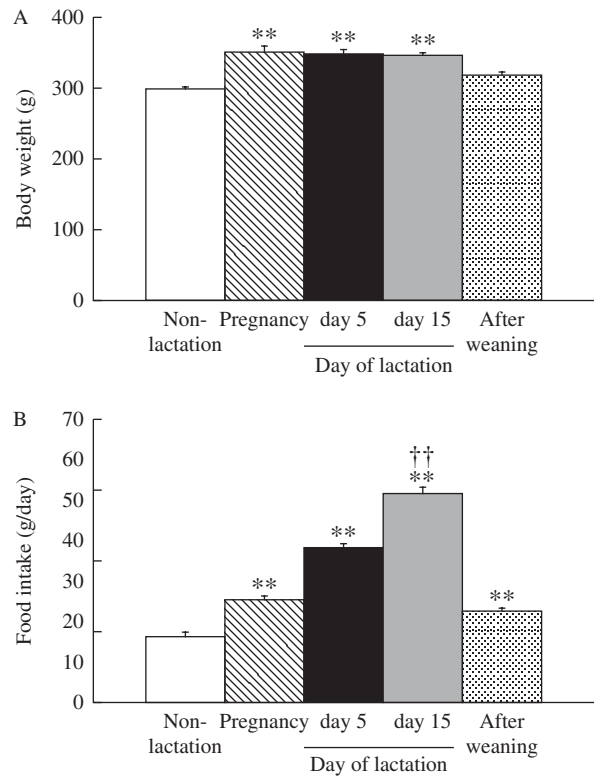 A
400
300
200
100
0
Body weight (g)
**
**
**
Non-
lactation
Pregnancy
day 5
day 15
After
weaning
Day of lactation
B
70
60
50
40
30
20
10
0
Food intake (g/day)
**
**
††
**
**
Non-
lactation
Pregnancy
day 5
day 15
After
weaning
Day of lactation